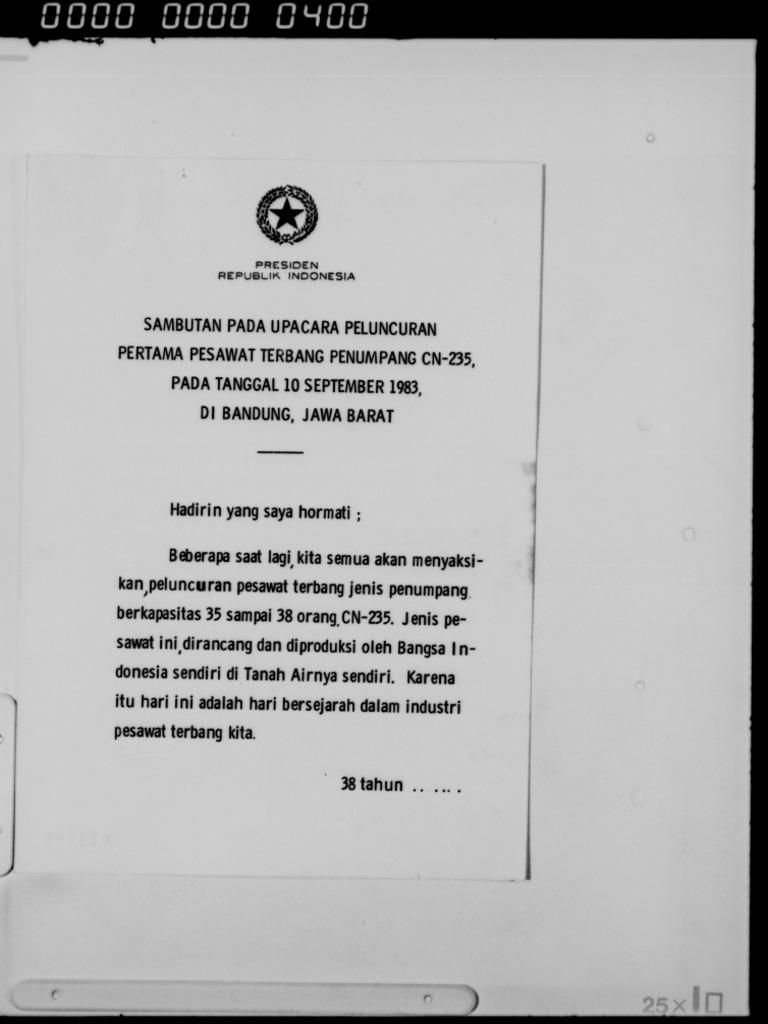 0000 0000 0400
PRESIDEN
REPUBLIK INDONESIA
SAMBUTAN PADA UPACARA PELUNCURAN
PERTAMA PESAWAT TERBANG PENUMPANG CN-235,
PADA TANGGAL 10 SEPTEMBER 1983,
DI BANDUNG, JAWA BARAT
Hadirin yang saya hormati ;
Beberapa saat lagi, kita semua akan menyaksi-
kan, peluncuran pesawat terbang jenis penumpang
berkapasitas 35 sampai 38 orang, CN-235. Jenis pe-
sawat ini, dirancang dan diproduksi oleh Bangsa In-
donesia sendiri di Tanah Airnya sendiri. Karena
itu hari ini adalah hari bersejarah dalam industri
pesawat terbang kita.
38 tahun ......
25×